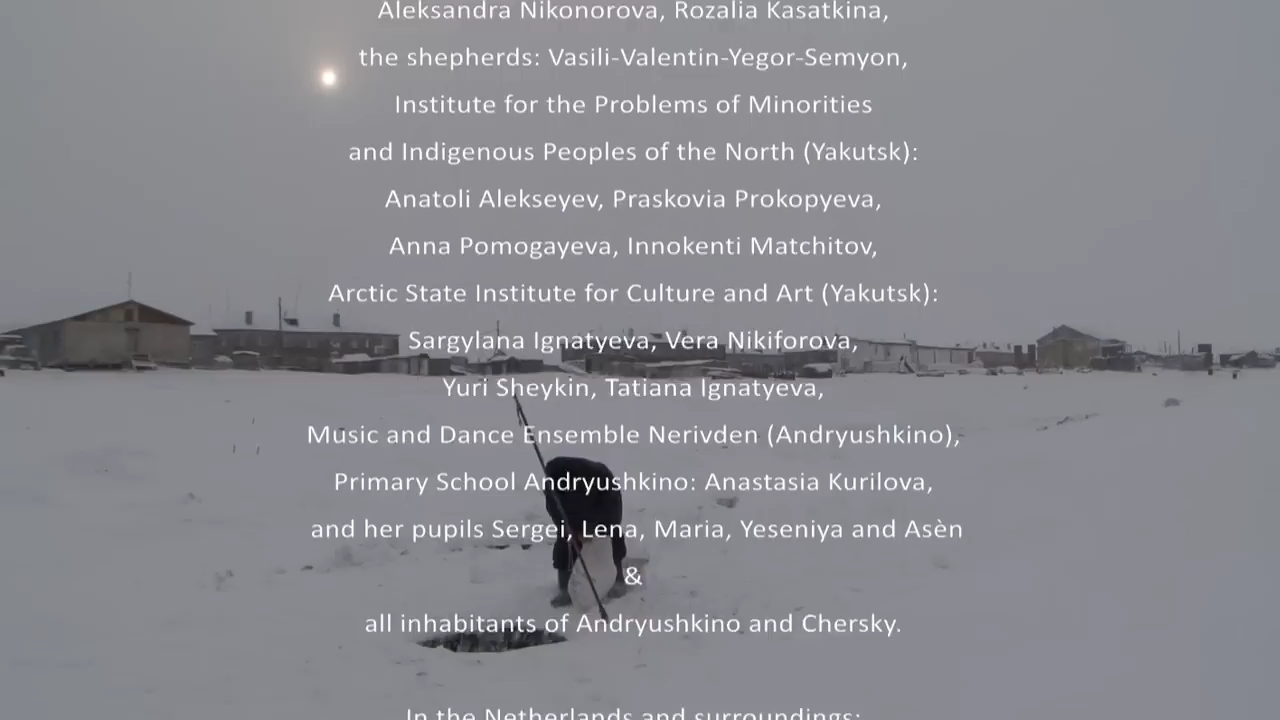 Aleksandra Nikonorova, Rozalia Kasatkina,
the shepherds: Vasili-Valentin-Yegor-Semyon,
Institute for the Problems of Minorities
and Indigenous Peoples of the North (Yakutsk):
Anatoli Alekseyev, Praskovia Prokopyeva,
Anna Pomogayeva, Innokenti Matchitov,
Arctic State Institute for Culture and Art (Yakutsk):
Sargylana Ignatyeva, Vera Nikiforova,
Yuri Sheykin, Tatiana Ignatyeva,
Music and Dance Ensemble Nerivden (Andryushkino),
Primary School Andryushkino: Anastasia Kurilova,
and her pupils Sergei, Lena, Maria, Yeseniya and Asèn
&
all inhabitants of Andryushkino and Chersky.
In the Netherlands and surroundings: